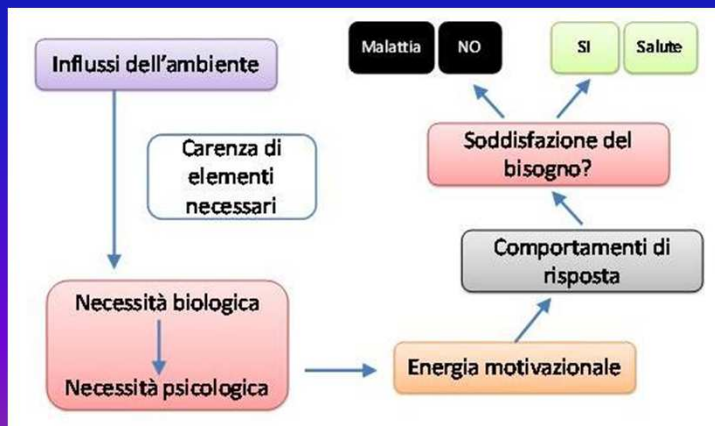 Influssi dell'ambiente
Carenza di
elementi
necessari
Necessità biologica
Necessità psicologica
Energia motivazionale
Comportamenti di
risposta
Soddisfazione del
bisogno?
Malattia
NO
SI
Salute